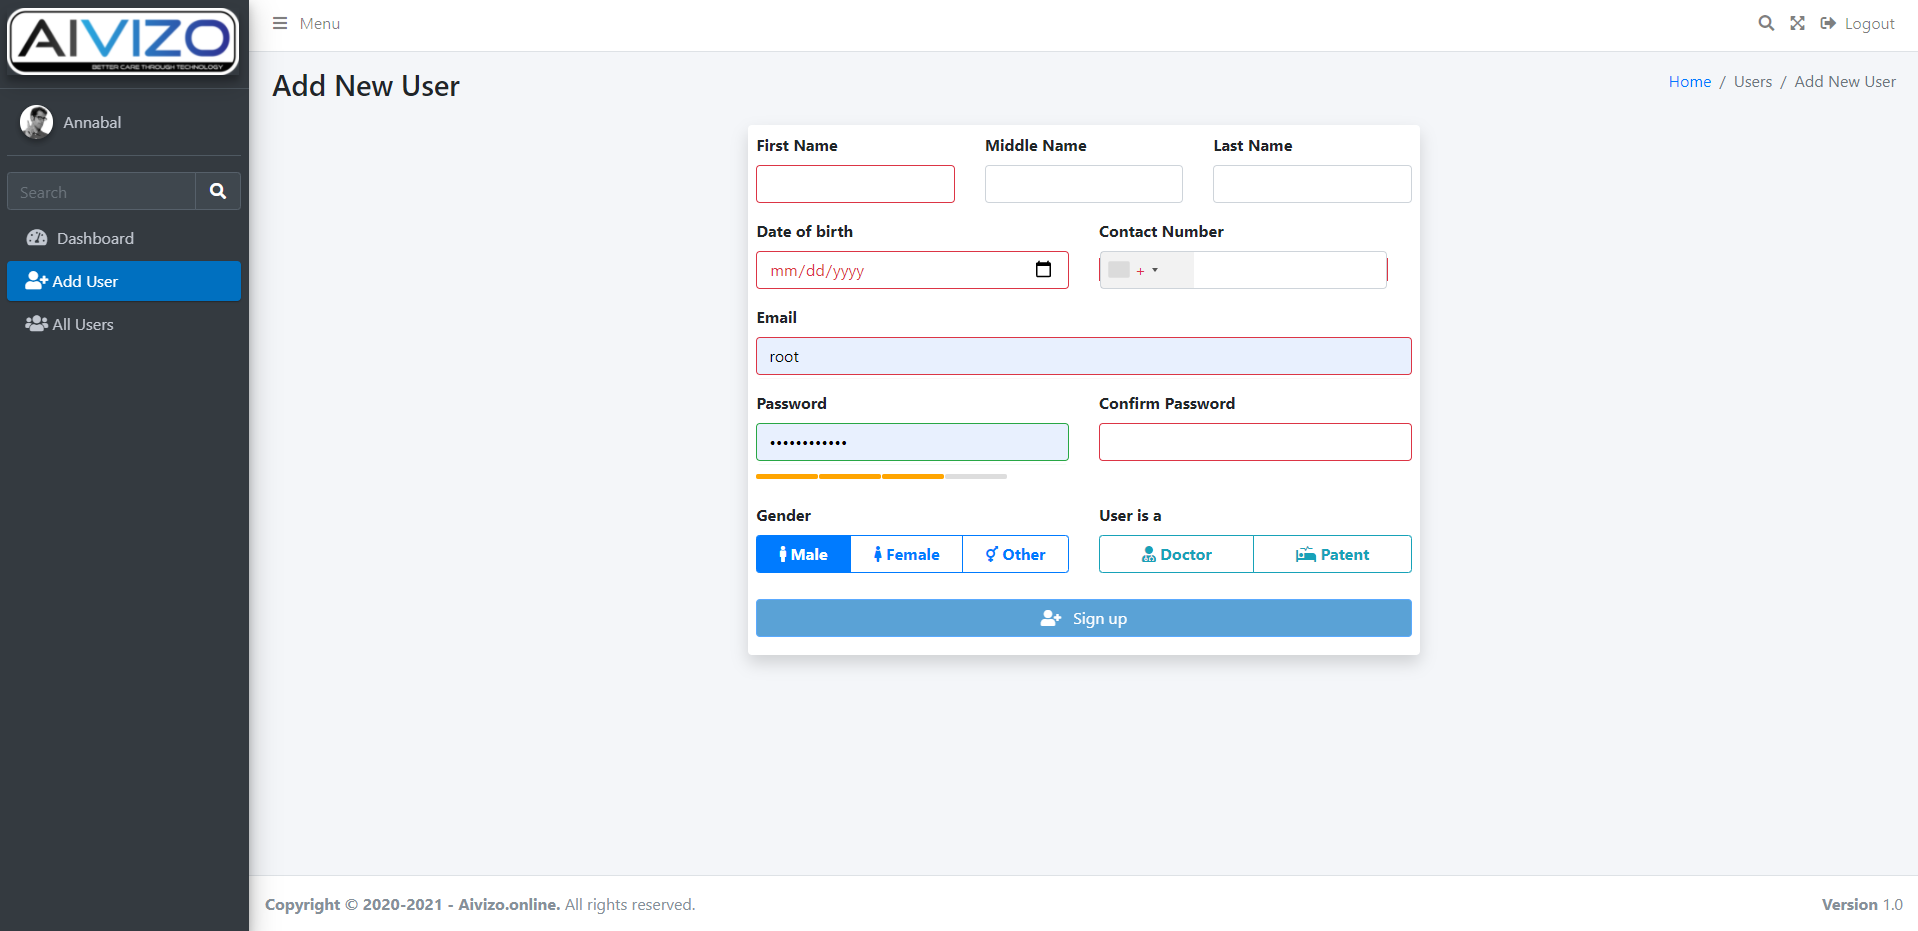 AIVIZO
BETTER CARE THROUGH TECHNOLOGY
Annabal
Search
Dashboard
Add User
All Users
Menu
Logout
Add New User
Home / Users / Add New User
First Name Middle Name Last Name
Date of birth Contact Number
mm/dd/yyyy +
Email
root
Password Confirm Password
••••••••••••
Gender User is a
Male Female Other Doctor Patent
Sign up
Copyright © 2020-2021 - Aivizo.online. All rights reserved.
Version 1.0